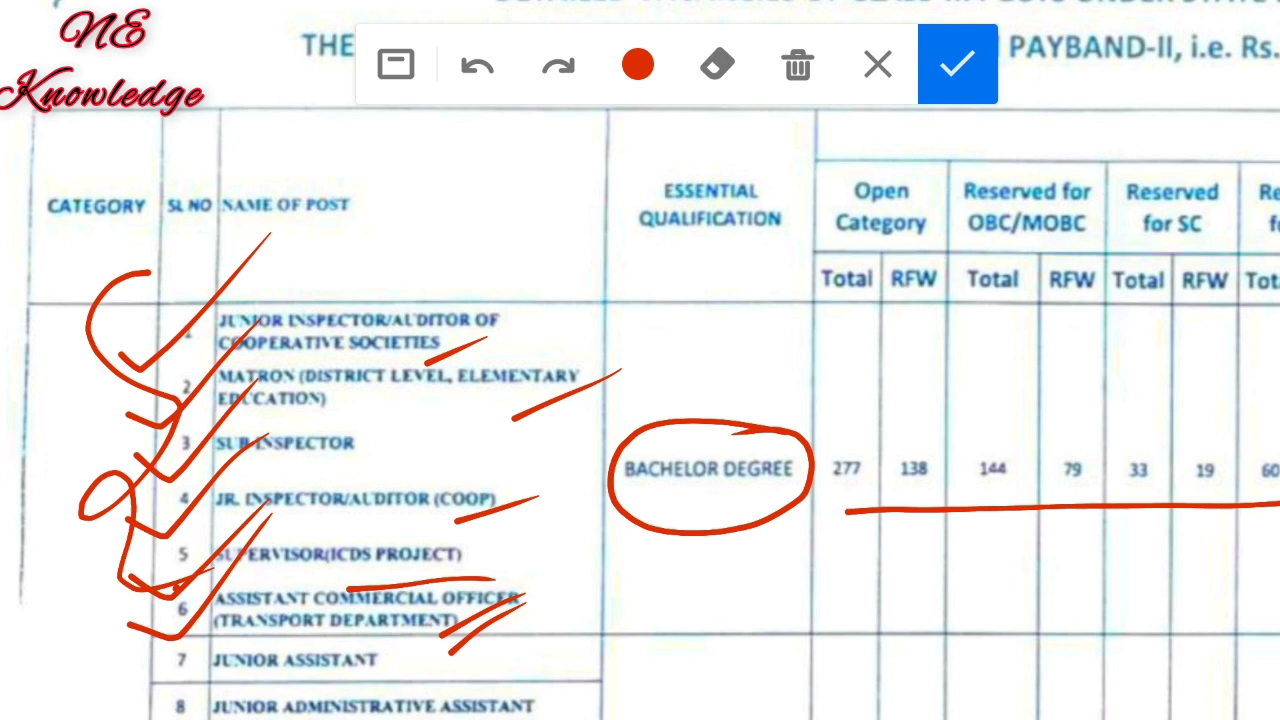 NE
Knowledge
THE
PAYBAND-II, i.e. Rs.
CATEGORY
SL NO
NAME OF POST
ESSENTIAL
QUALIFICATION
Open
Category
Reserved for
OBC/MOBC
Reserved
for SC
Total
RFW
Total
RFW
Total
RFW
JUNIOR INSPECTOR/AUDITOR OF
COOPERATIVE SOCIETIES
2
MATRON (DISTRICT LEVEL, ELEMENTARY
EDUCATION)
3
SUB INSPECTOR
4
JR. INSPECTOR/AUDITOR (COOP)
5
SUPERVISOR(ICDS PROJECT)
6
ASSISTANT COMMERCIAL OFFICER
(TRANSPORT DEPARTMENT)
BACHELOR DEGREE
277
138
144
79
33
19
60
7
JUNIOR ASSISTANT
8
JUNIOR ADMINISTRATIVE ASSISTANT